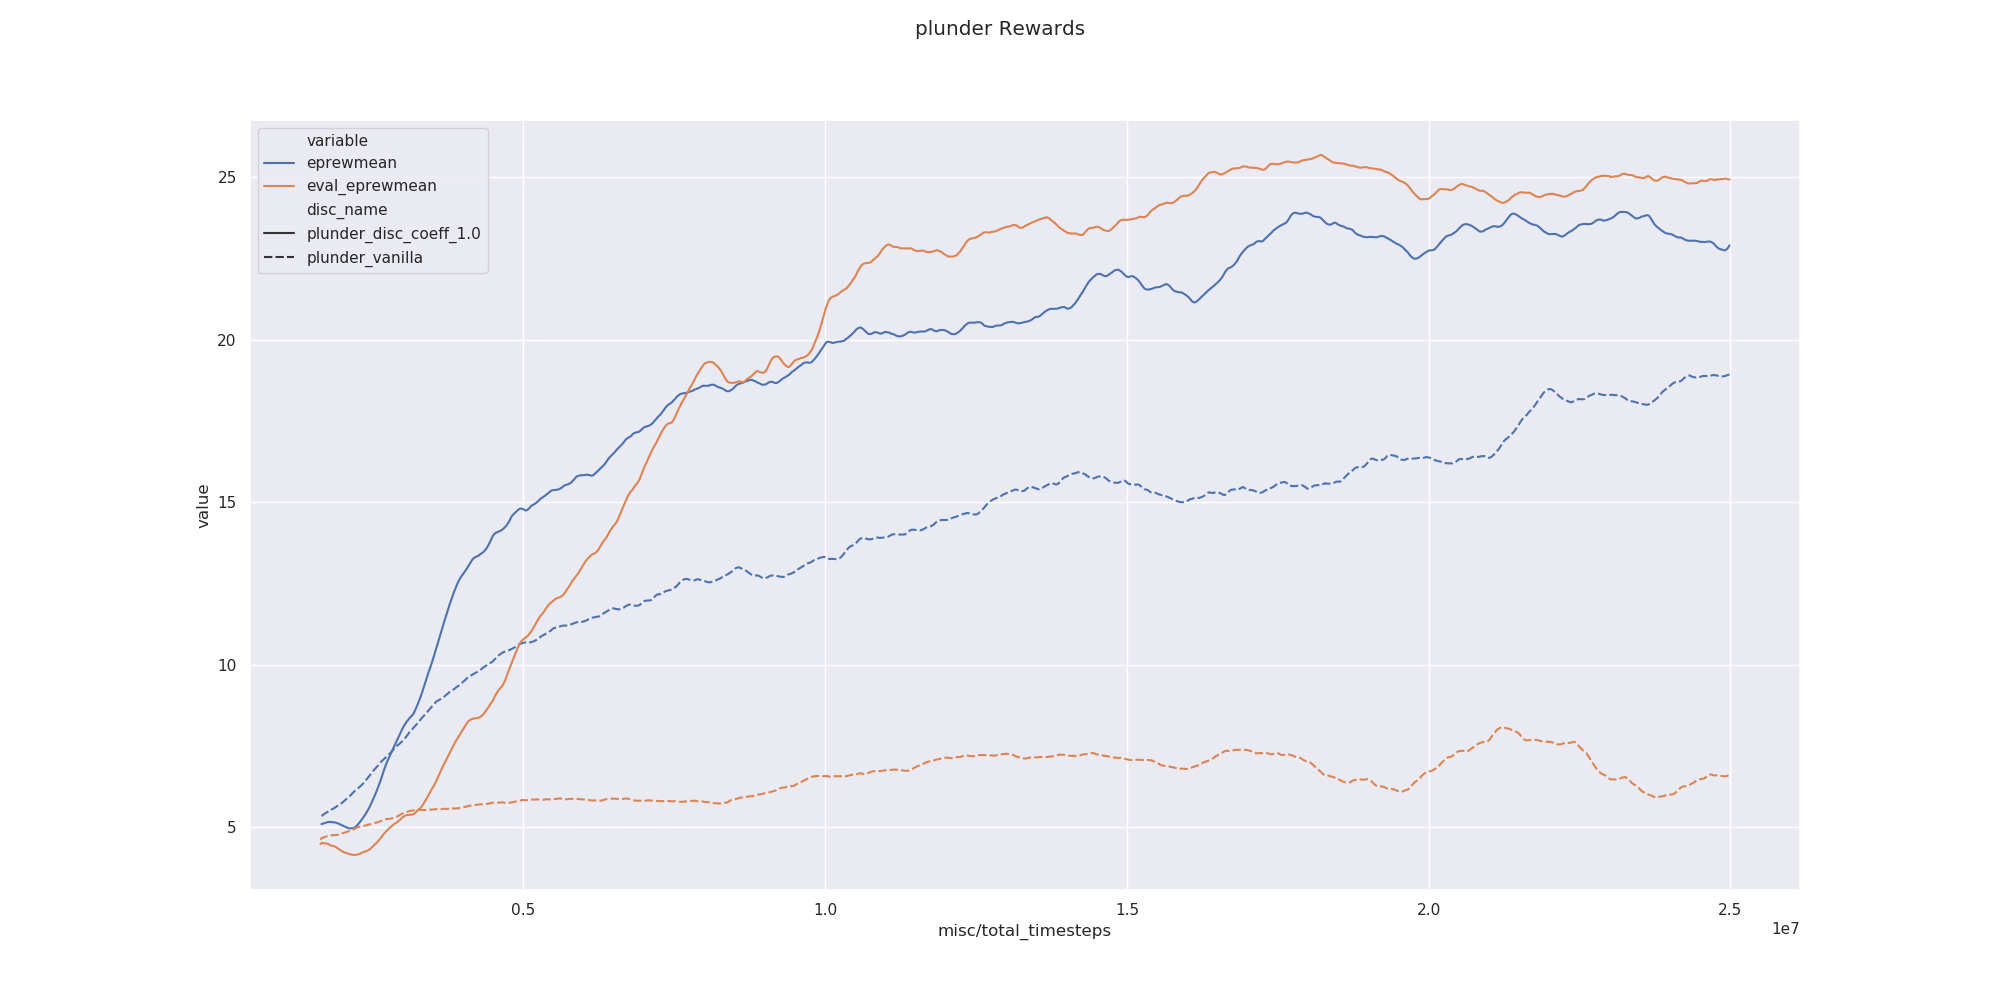 plunder Rewards
variable
eprewmean
eval_eprewmean
disc_name
plunder_disc_coeff_1.0
plunder_vanilla
value
25
20
15
10
5
0.5 1.0 1.5 2.0 2.5
1e7
misc/total_timesteps